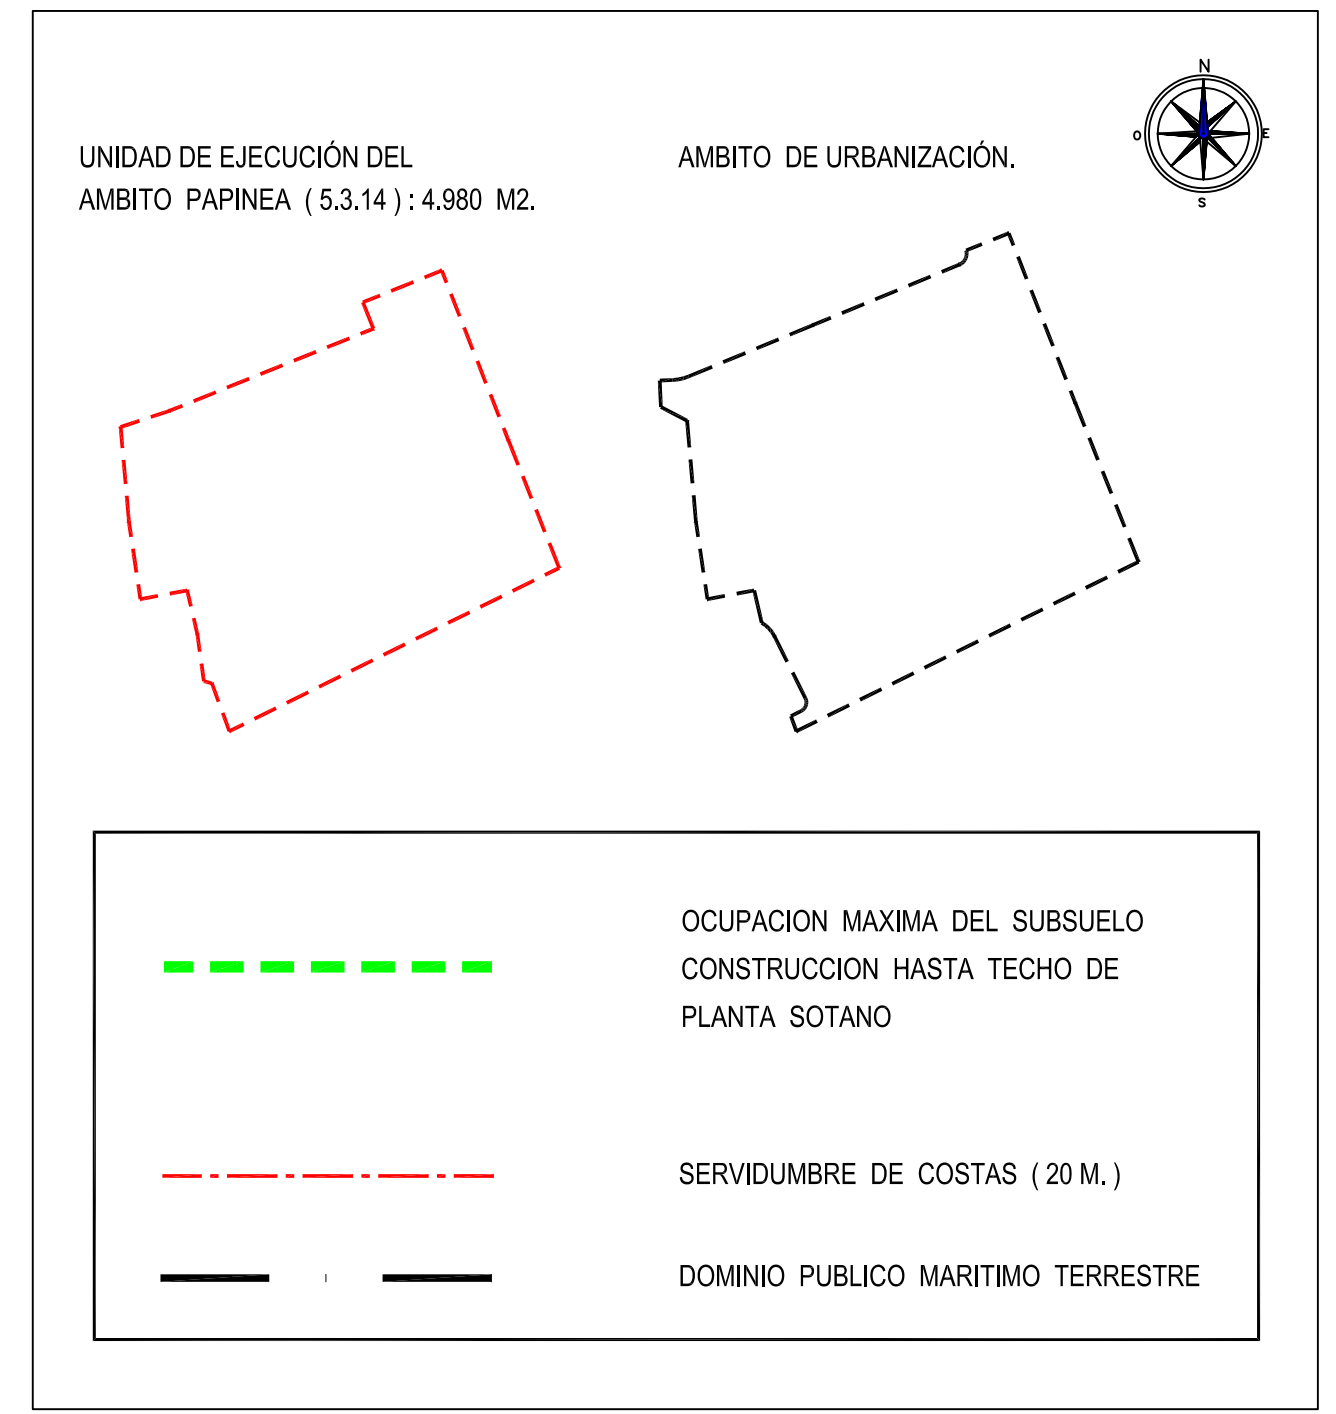 N
O
E
S
UNIDAD DE EJECUCIÓN DEL
AMBITO PAPINEA ( 5.3.14 ) : 4.980 M2.
AMBITO DE URBANIZACIÓN.
OCUPACION MAXIMA DEL SUBSUELO
CONSTRUCCION HASTA TECHO DE
PLANTA SOTANO
SERVIDUMBRE DE COSTAS ( 20 M. )
DOMINIO PUBLICO MARITIMO TERRESTRE